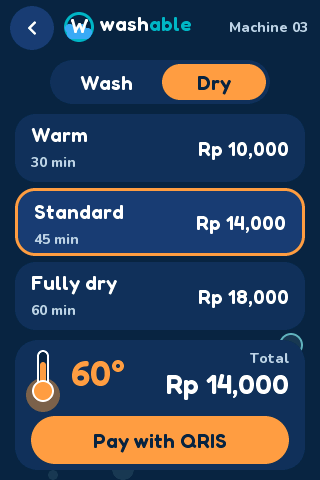 washable
Machine 03
Wash
Dry
Warm
30 min
Rp 10,000
Standard
45 min
Rp 14,000
Fully dry
60 min
Rp 18,000
60°
Total
Rp 14,000
Pay with QRIS